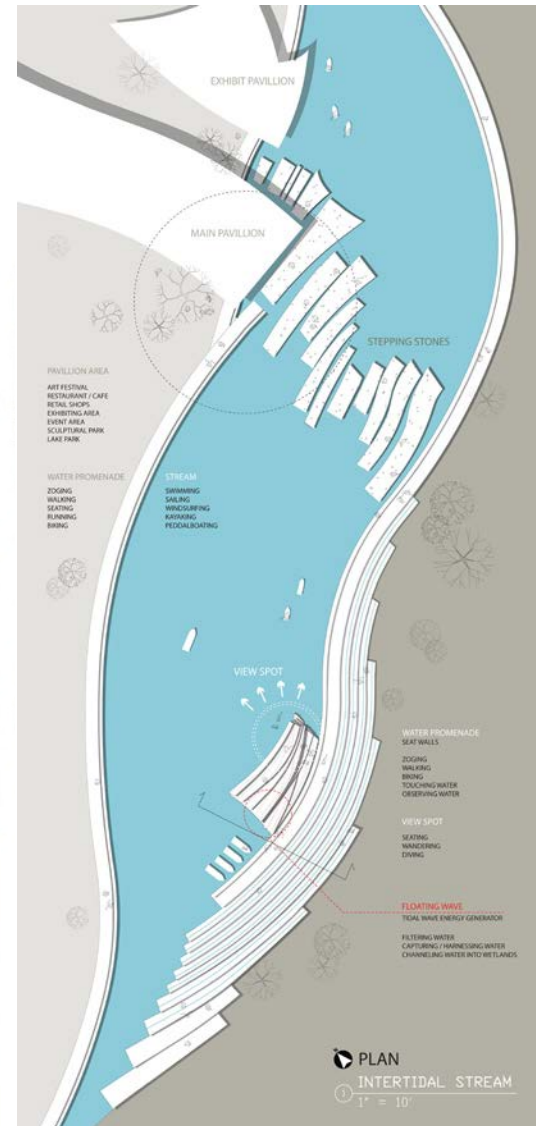 EXHIBIT PAVILLION
MAIN PAVILLION
STEPPING STONES
PAVILLION AREA
ART FESTIVAL
RESTAURANT / CAFE
RETAIL SHOPS
EXHIBITING AREA
EVENT AREA
SCULPTURAL PARK
LAKE PARK
WATER PROMENADE
ZOGING
WALKING
SEATING
RUNNING
BIKING
STREAM
SWIMMING
SAILING
WINDSURFING
KAYAKING
PEDDALBOATING
VIEW SPOT
WATER PROMENADE
SEAT WALLS
ZOGING
WALKING
BIKING
TOUCHING WATER
OBSERVING WATER
VIEW SPOT
SEATING
WANDERING
DIVING
FLOATING WAVE
TIDAL WAVE ENERGY GENERATOR
FILTERING WATER
CAPTURING / HARNESSING WATER
CHANNELING WATER INTO WETLANDS
PLAN
1 INTERTIDAL STREAM
1" = 10'